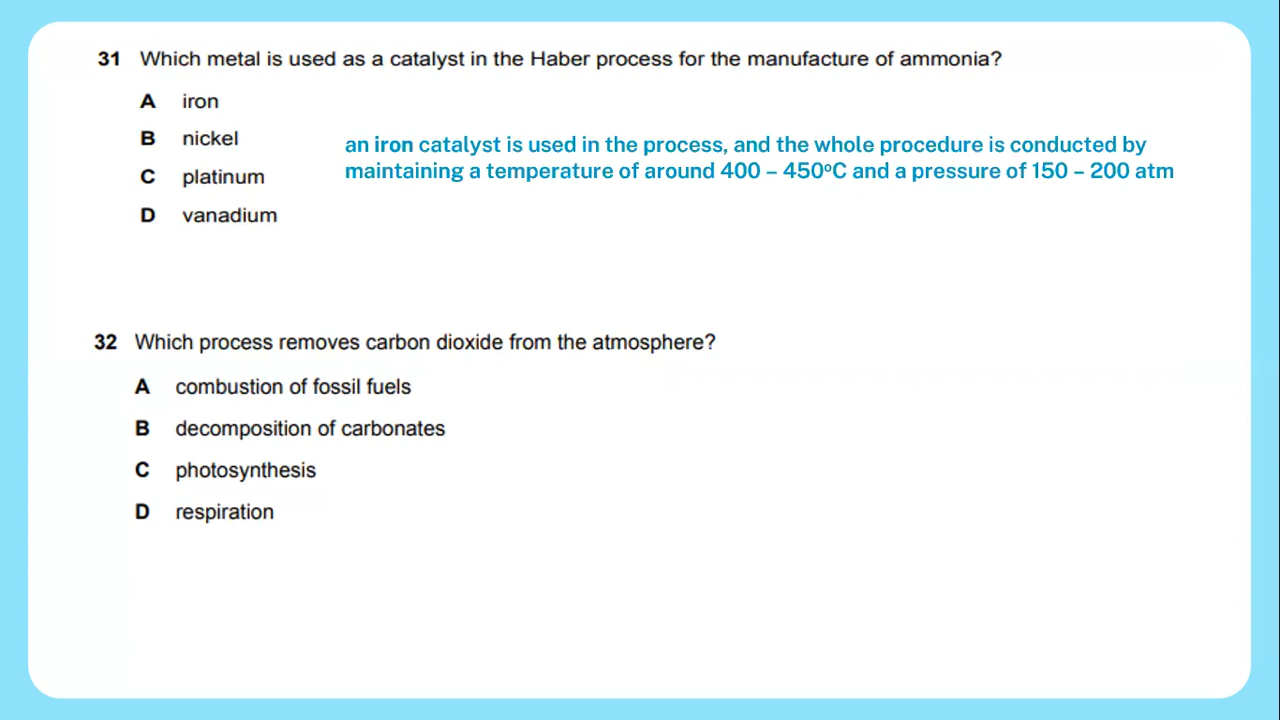 31 Which metal is used as a catalyst in the Haber process for the manufacture of ammonia?
A iron
B nickel
C platinum
D vanadium
an iron catalyst is used in the process, and the whole procedure is conducted by
maintaining a temperature of around 400 – 450ºC and a pressure of 150 – 200 atm
32 Which process removes carbon dioxide from the atmosphere?
A combustion of fossil fuels
B decomposition of carbonates
C photosynthesis
D respiration